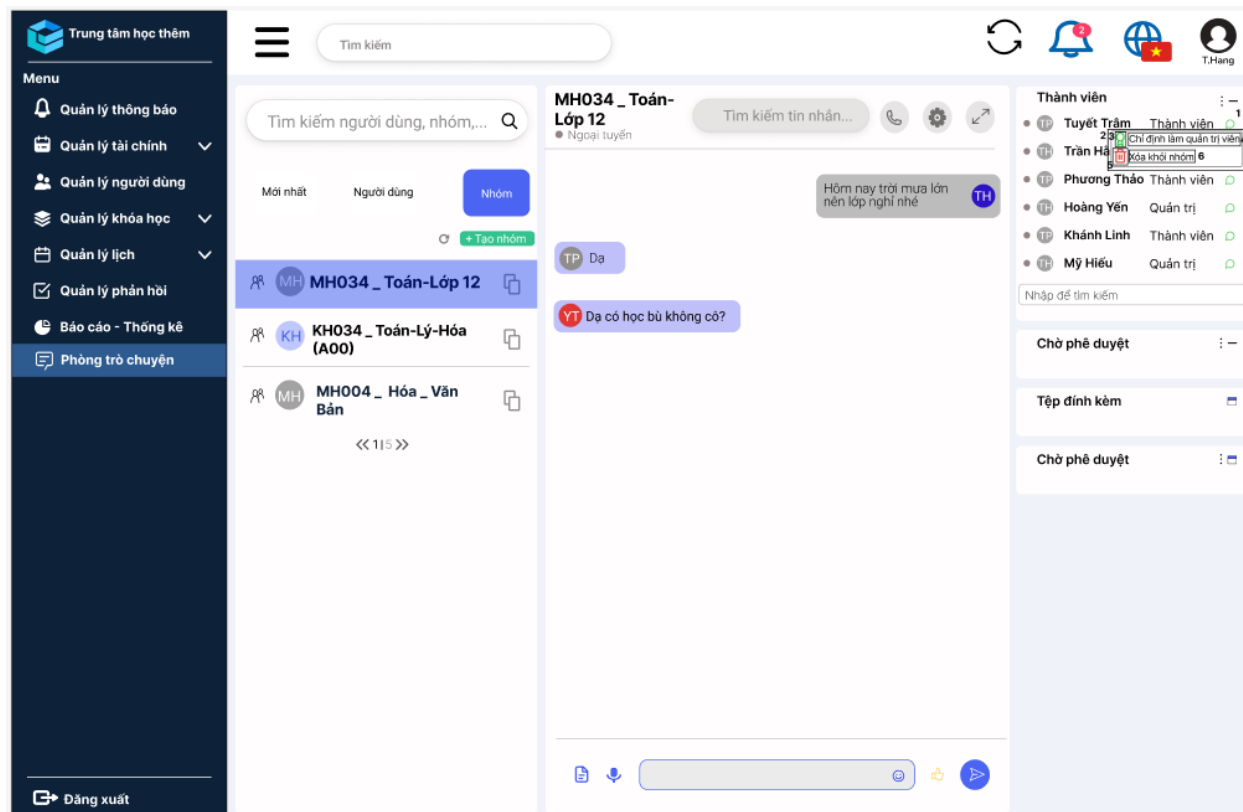 Trung tâm học thêm
Menu
Quản lý thông báo
Quản lý tài chính
Quản lý người dùng
Quản lý khóa học
Quản lý lịch
Quản lý phản hồi
Báo cáo - Thống kê
Phòng trò chuyện
Đăng xuất
Tìm kiếm
2
T.Hang
Tìm kiếm người dùng, nhóm,...
Mới nhất
Người dùng
Nhóm
+ Tạo nhóm
MH MH034 _ Toán-Lớp 12
KH KH034 _ Toán-Lý-Hóa
(A00)
MH MH004 _ Hóa _ Văn
Bản
1|5
MH034 _ Toán-
Lớp 12
Ngoại tuyến
Tìm kiếm tin nhắn...
Hôm nay trời mưa lớn
nên lớp nghỉ nhé
TH
TP Dạ
YT Dạ có học bù không cô?
Thành viên
1
TP Tuyết Trâm Thành viên
2 3 Chỉ định làm quản trị viên
TH Trần
5 Xóa khỏi nhóm 6
TP Phương Thảo Thành viên
TH Hoàng Yến Quản trị
TP Khánh Linh Thành viên
TH Mỹ Hiếu Quản trị
Nhập để tìm kiếm
Chờ phê duyệt
Tệp đính kèm
Chờ phê duyệt